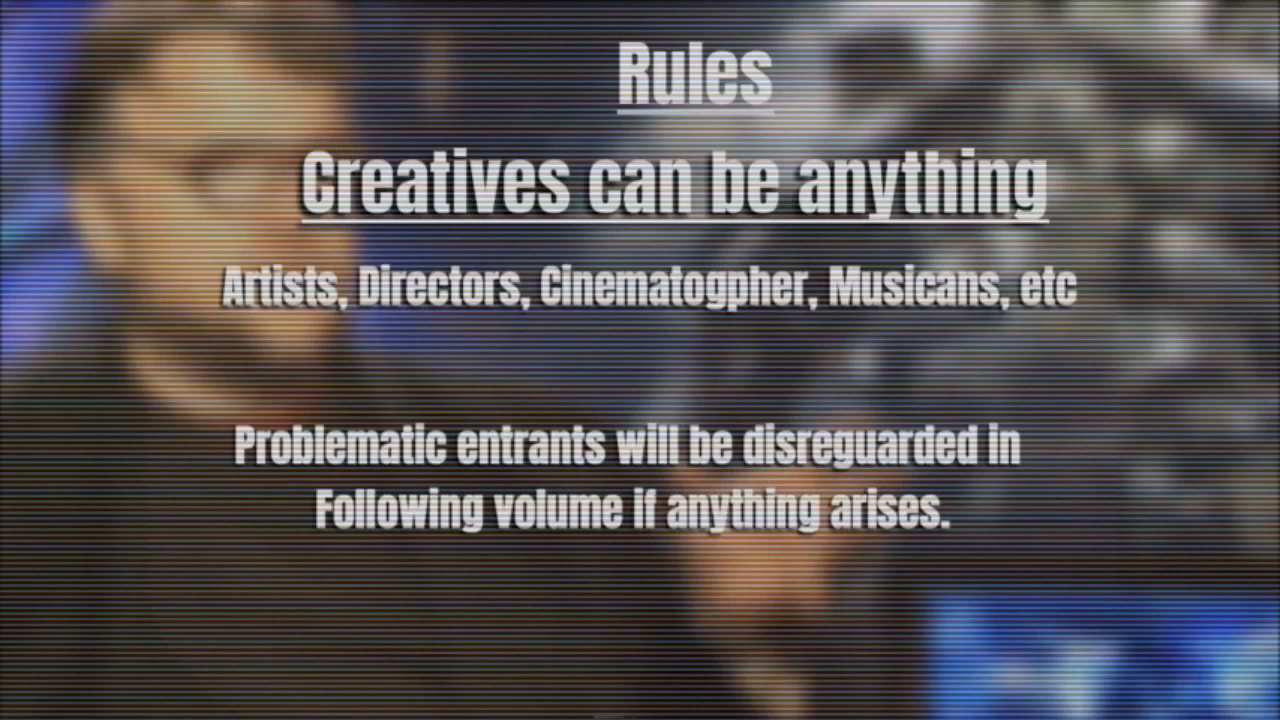 Rules
Creatives can be anything
Artists, Directors, Cinematogpher, Musicans, etc
Problematic entrants will be disreguarded in
Following volume if anything arises.